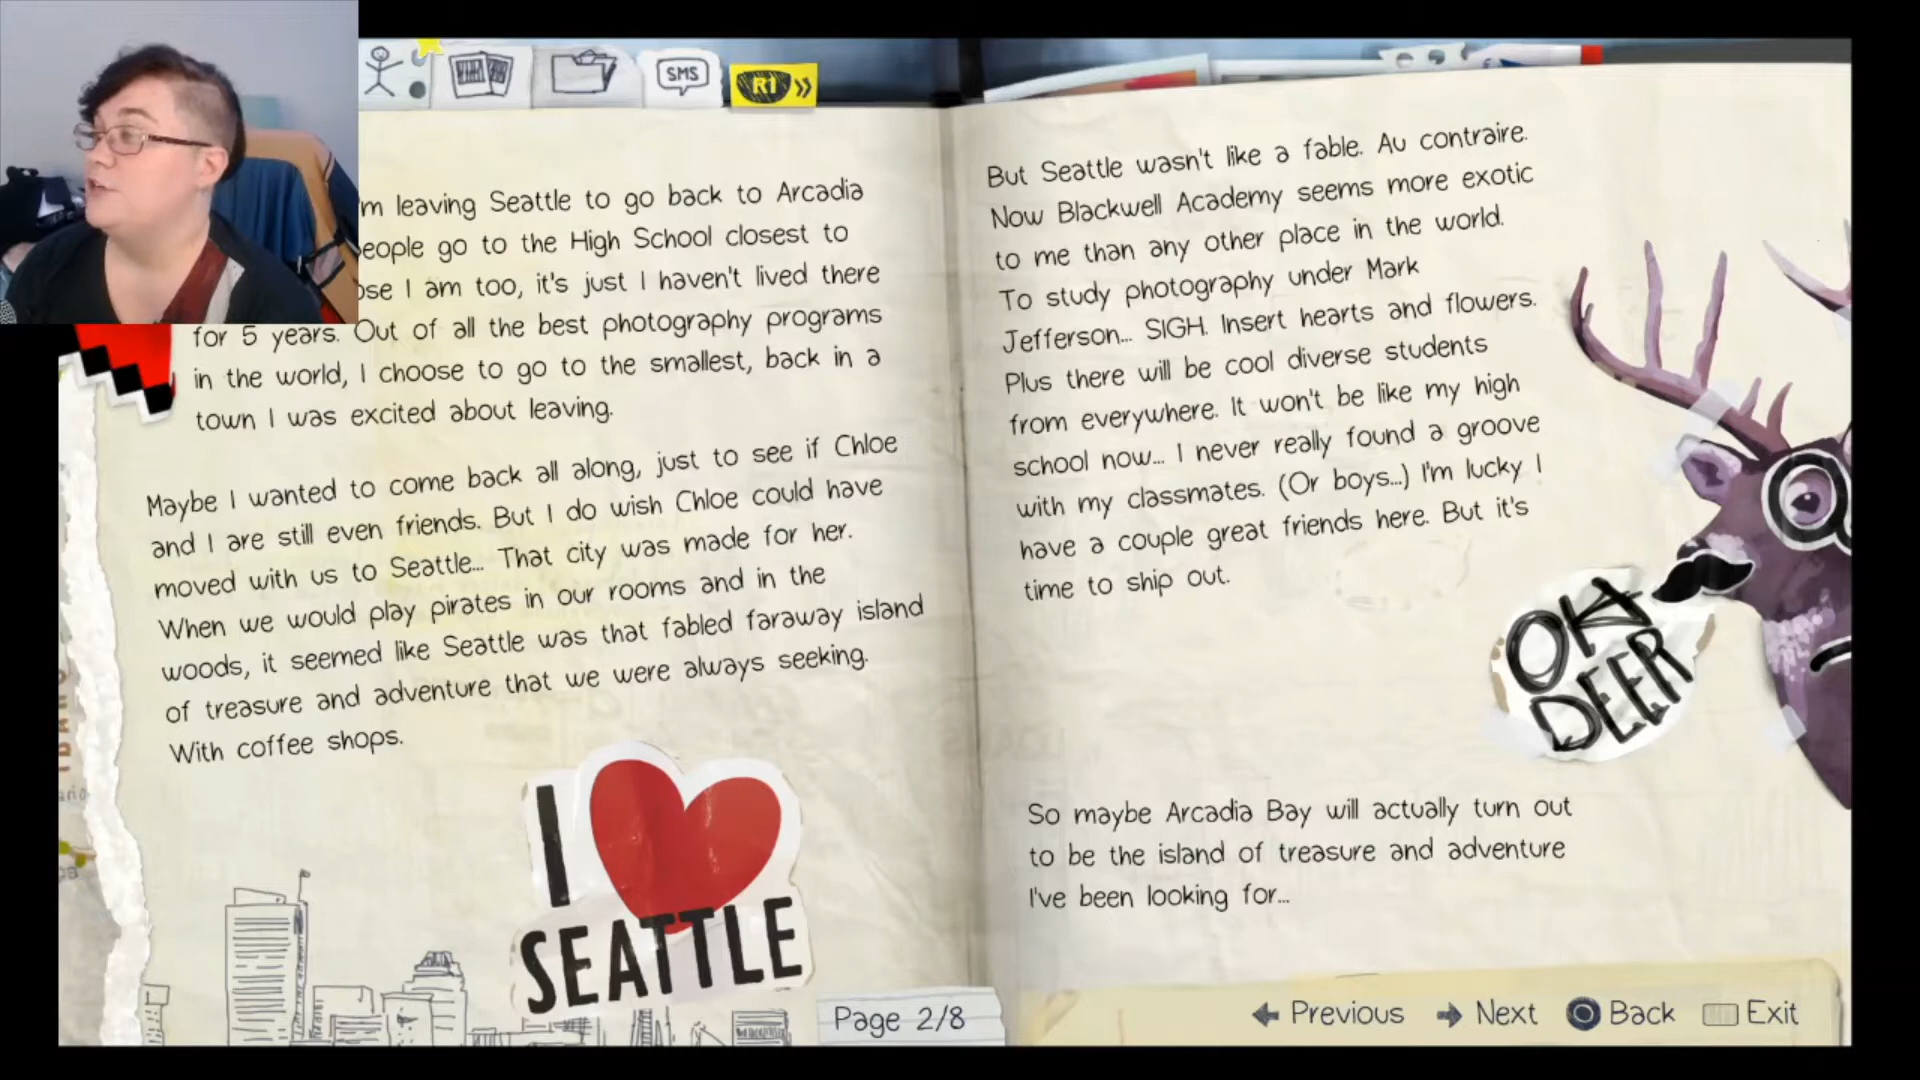 SMS
R1
m leaving Seattle to go back to Arcadia
eople go to the High School closest to
ose I am too, it's just I haven't lived there
for 5 years. Out of all the best photography programs
in the world, I choose to go to the smallest, back in a
town I was excited about leaving.
Maybe I wanted to come back all along, just to see if Chloe
and I are still even friends. But I do wish Chloe could have
moved with us to Seattle... That city was made for her.
When we would play pirates in our rooms and in the
woods, it seemed like Seattle was that fabled faraway island
of treasure and adventure that we were always seeking.
With coffee shops.
I
SEATTLE
Page 2/8
But Seattle wasn't like a fable. Au contraire.
Now Blackwell Academy seems more exotic
to me than any other place in the world.
To study photography under Mark
Jefferson... SIGH. Insert hearts and flowers.
Plus there will be cool diverse students
from everywhere. It won't be like my high
school now... I never really found a groove
with my classmates. (Or boys...) I'm lucky I
have a couple great friends here. But it's
time to ship out.
OH
DEER
So maybe Arcadia Bay will actually turn out
to be the island of treasure and adventure
I've been looking for...
Previous Next Back Exit